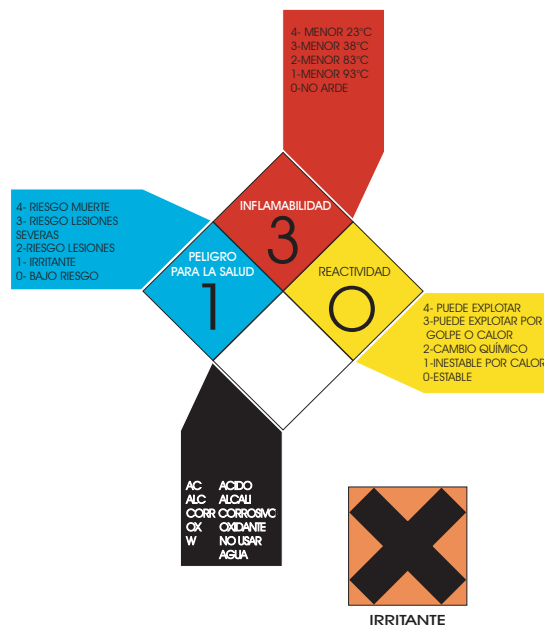 4- MENOR 23°C
3-MENOR 38°C
2-MENOR 83°C
1-MENOR 93°C
0-NO ARDE
INFLAMABILIDAD
3
4- RIESGO MUERTE
3- RIESGO LESIONES
SEVERAS
2-RIESGO LESIONES
1- IRRITANTE
0- BAJO RIESGO
PELIGRO
PARA LA SALUD
1
REACTIVIDAD
0
4- PUEDE EXPLOTAR
3-PUEDE EXPLOTAR POR
GOLPE O CALOR
2-CAMBIO QUÍMICO
1-INESTABLE POR CALOR
0-ESTABLE
AC ACIDO
ALC ALCALI
CORR CORROSIVO
OX OXIDANTE
W NO USAR
AGUA
IRRITANTE